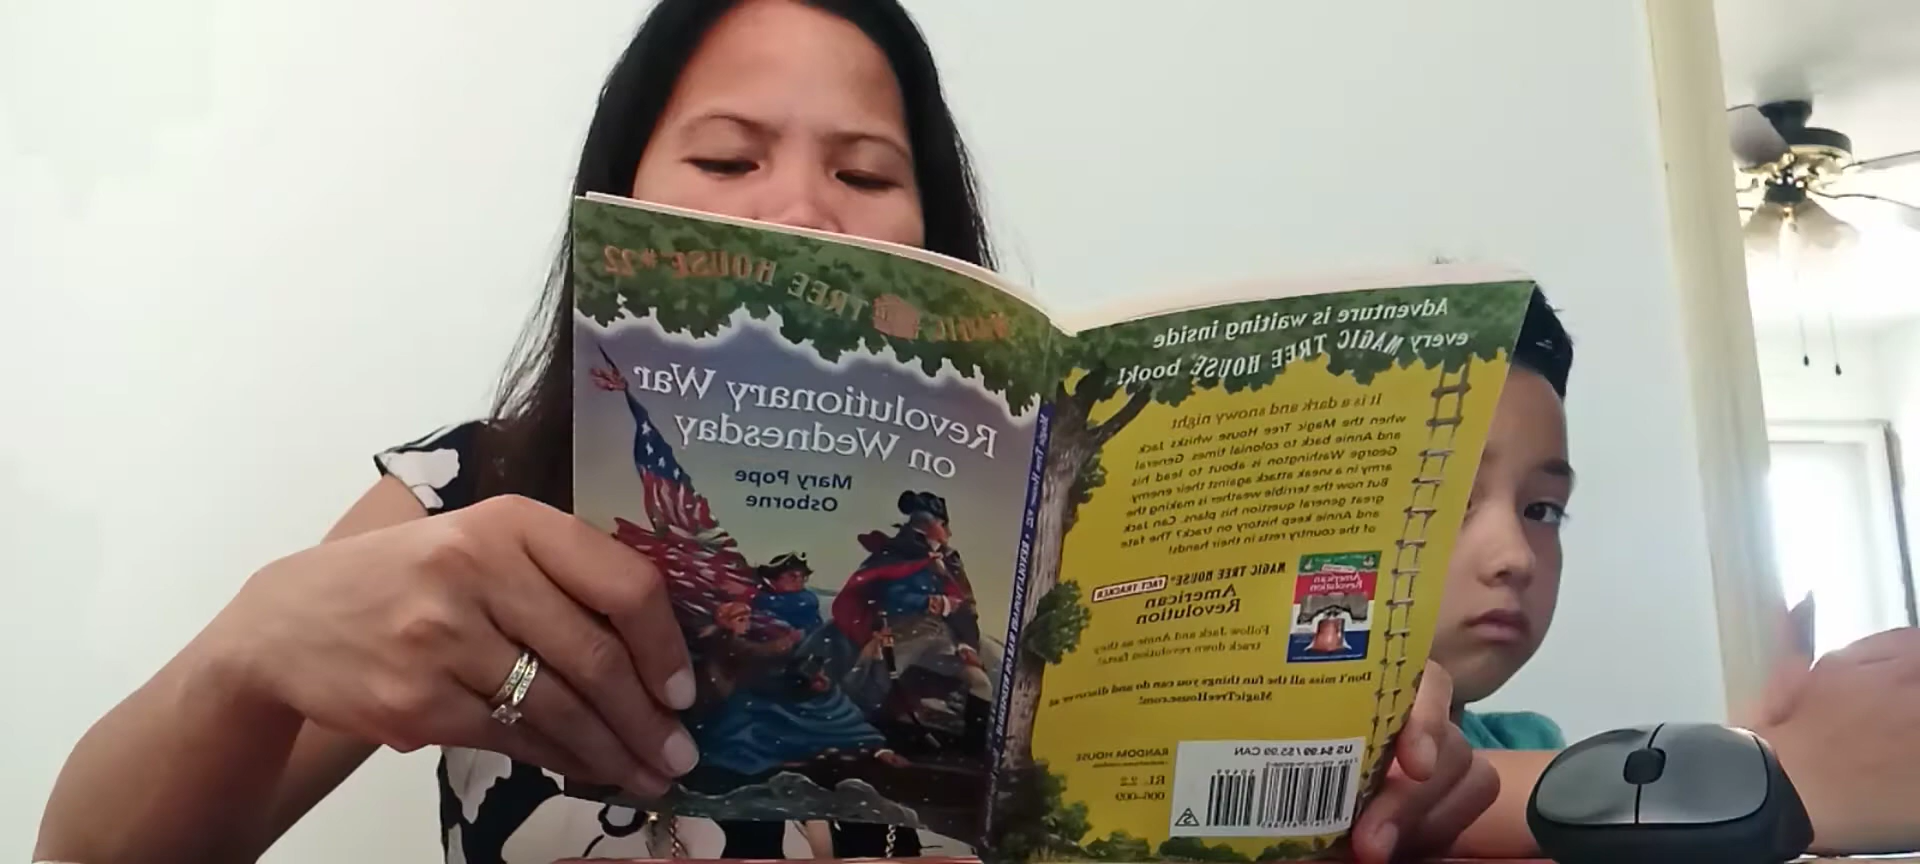 MAGIC TREE HOUSE #22
Revolutionary War
on Wednesday
Mary Pope
Osborne
Adventure is waiting inside
every MAGIC TREE HOUSE® book!
It is a dark and snowy night
when the Magic Tree House whisks Jack
and Annie back to colonial times. General
George Washington is about to lead his
army in a sneak attack against their enemy.
But now the terrible weather is making the
great general question his plans. Can Jack
and Annie keep history on track? The fate
of the country rests in their hands!
MAGIC TREE HOUSE® FACT TRACKER
American
Revolution
Follow Jack and Annie as they
track down revolution facts!
American
Revolution
Don't miss all the fun things you can do and discover at
MagicTreeHouse.com!
US $4.99 / $5.99 CAN
RANDOM HOUSE
RL: 2.2
006-009